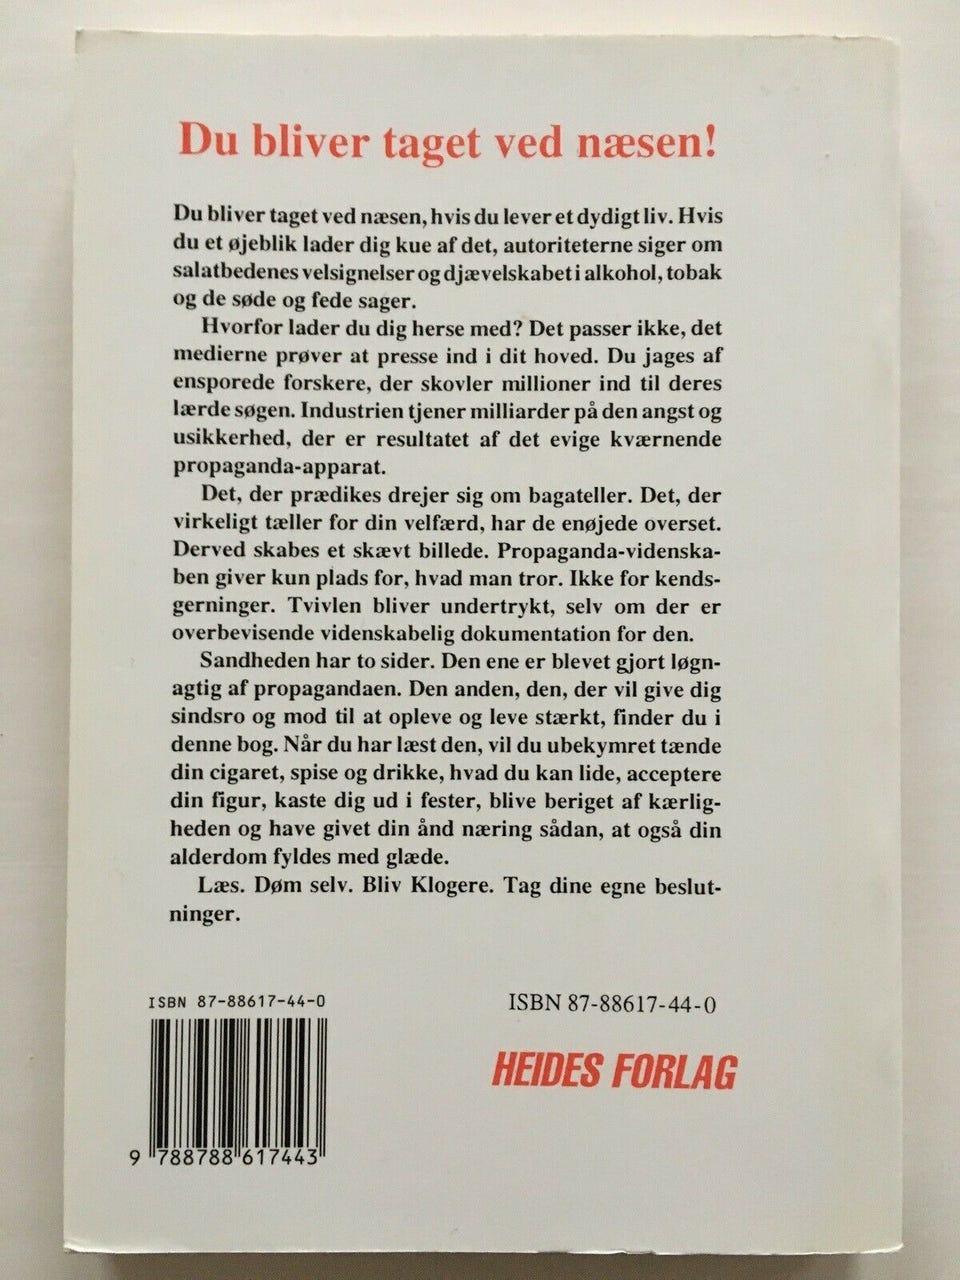 Du bliver taget ved næsen!
Du bliver taget ved næsen, hvis du lever et dydigt liv. Hvis
du et øjeblik lader dig kue af det, autoriteterne siger om
salatbedenes velsignelser og djævelskabet i alkohol, tobak
og de søde og fede sager.
Hvorfor lader du dig herse med? Det passer ikke, det
medierne prøver at presse ind i dit hoved. Du jages af
ensporede forskere, der skovler millioner ind til deres
lærde søgen. Industrien tjener milliarder på den angst og
usikkerhed, der er resultatet af det evige kværnende
propaganda-apparat.
Det, der prædikes drejer sig om bagateller. Det, der
virkeligt tæller for din velfærd, har de enøjede overset.
Derved skabes et skævt billede. Propaganda-videnska-
ben giver kun plads for, hvad man tror. Ikke for kends-
gerninger. Tvivlen bliver undertrykt, selv om der er
overbevisende videnskabelig dokumentation for den.
Sandheden har to sider. Den ene er blevet gjort løgn-
agtig af propagandaen. Den anden, den, der vil give dig
sindsro og mod til at opleve og leve stærkt, finder du i
denne bog. Når du har læst den, vil du ubekymret tænde
din cigaret, spise og drikke, hvad du kan lide, acceptere
din figur, kaste dig ud i fester, blive beriget af kærlig-
heden og have givet din ånd næring sådan, at også din
alderdom fyldes med glæde.
Læs. Døm selv. Bliv Klogere. Tag dine egne beslut-
ninger.
ISBN 87-88617-44-0
ISBN 87-88617-44-0
HEIDES FORLAG
9 788788 617443